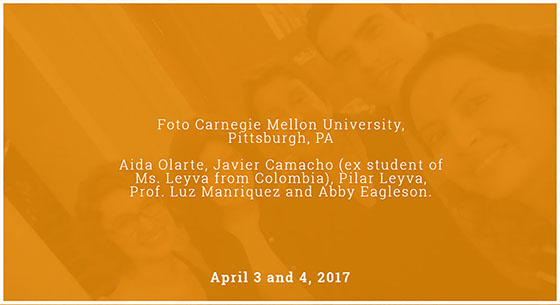 Foto Carnegie Mellon University,
Pittsburgh, PA
Aida Olarte, Javier Camacho (ex student of
Ms. Leyva from Colombia), Pilar Leyva,
Prof. Luz Manriquez and Abby Eagleson.
April 3 and 4, 2017